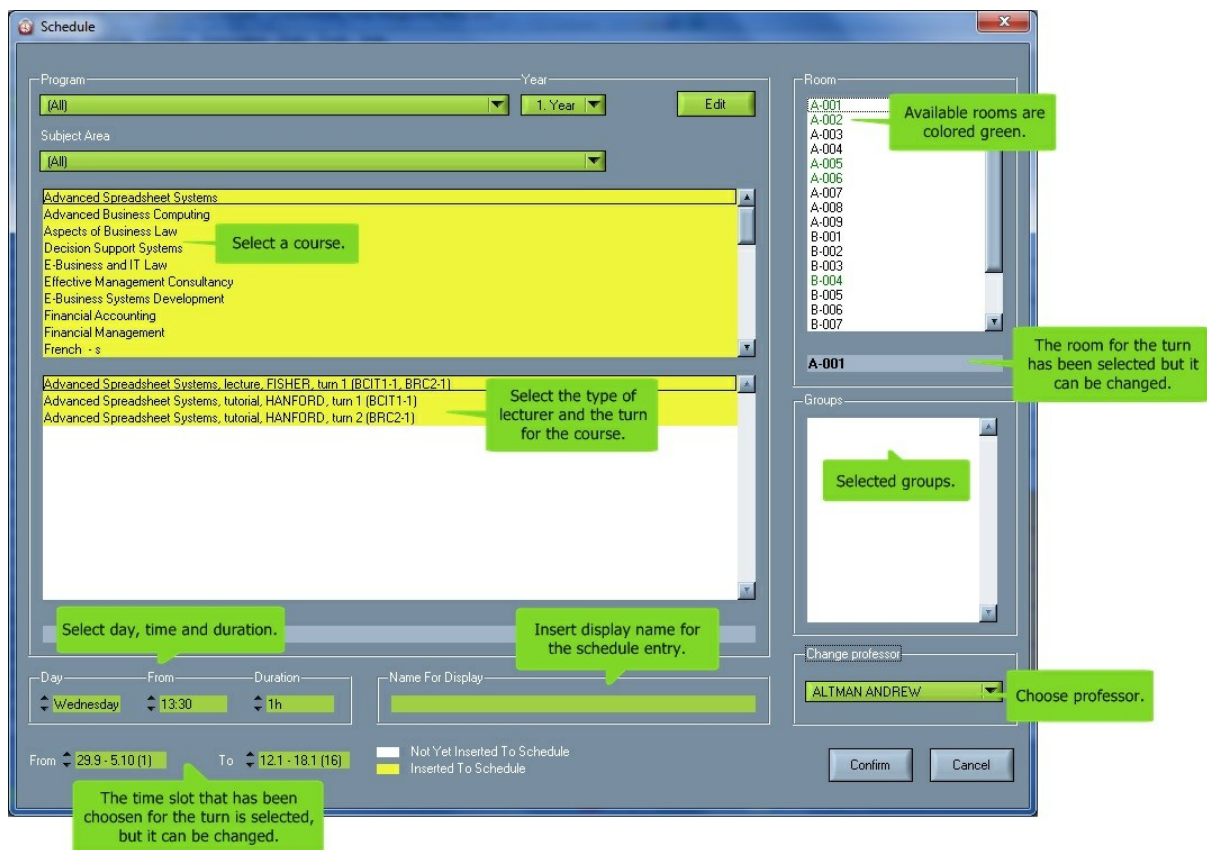 Schedule
Program
Year
(All)
1. Year
Edit
Subject Area
(All)
Advanced Spreadsheet Systems
Advanced Business Computing
Aspects of Business Law
Decision Support Systems
E-Business and IT Law
Effective Management Consultancy
E-Business Systems Development
Financial Accounting
Financial Management
French - s
Select a course.
Advanced Spreadsheet Systems, lecture, FISHER, turn 1 (BCIT1-1, BRC2-1)
Advanced Spreadsheet Systems, tutorial, HANFORD, turn 1 (BCIT1-1)
Advanced Spreadsheet Systems, tutorial, HANFORD, turn 2 (BRC2-1)
Select the type of
lecturer and the turn
for the course.
Room
A-001
A-002
A-003
A-004
A-005
A-006
A-007
A-008
A-009
B-001
B-002
B-003
B-004
B-005
B-006
B-007
Available rooms are
colored green.
A-001
The room for the turn
has been selected but it
can be changed.
Groups
Selected groups.
Select day, time and duration.
Insert display name for
the schedule entry.
Day
From
Duration
Wednesday
13:30
1h
Name For Display
Change professor
ALTMAN ANDREW
Choose professor.
From
29.9 - 5.10 (1)
To
12.1 - 18.1 (16)
Not Yet Inserted To Schedule
Inserted To Schedule
Confirm
Cancel
The time slot that has been
choosen for the turn is selected,
but it can be changed.